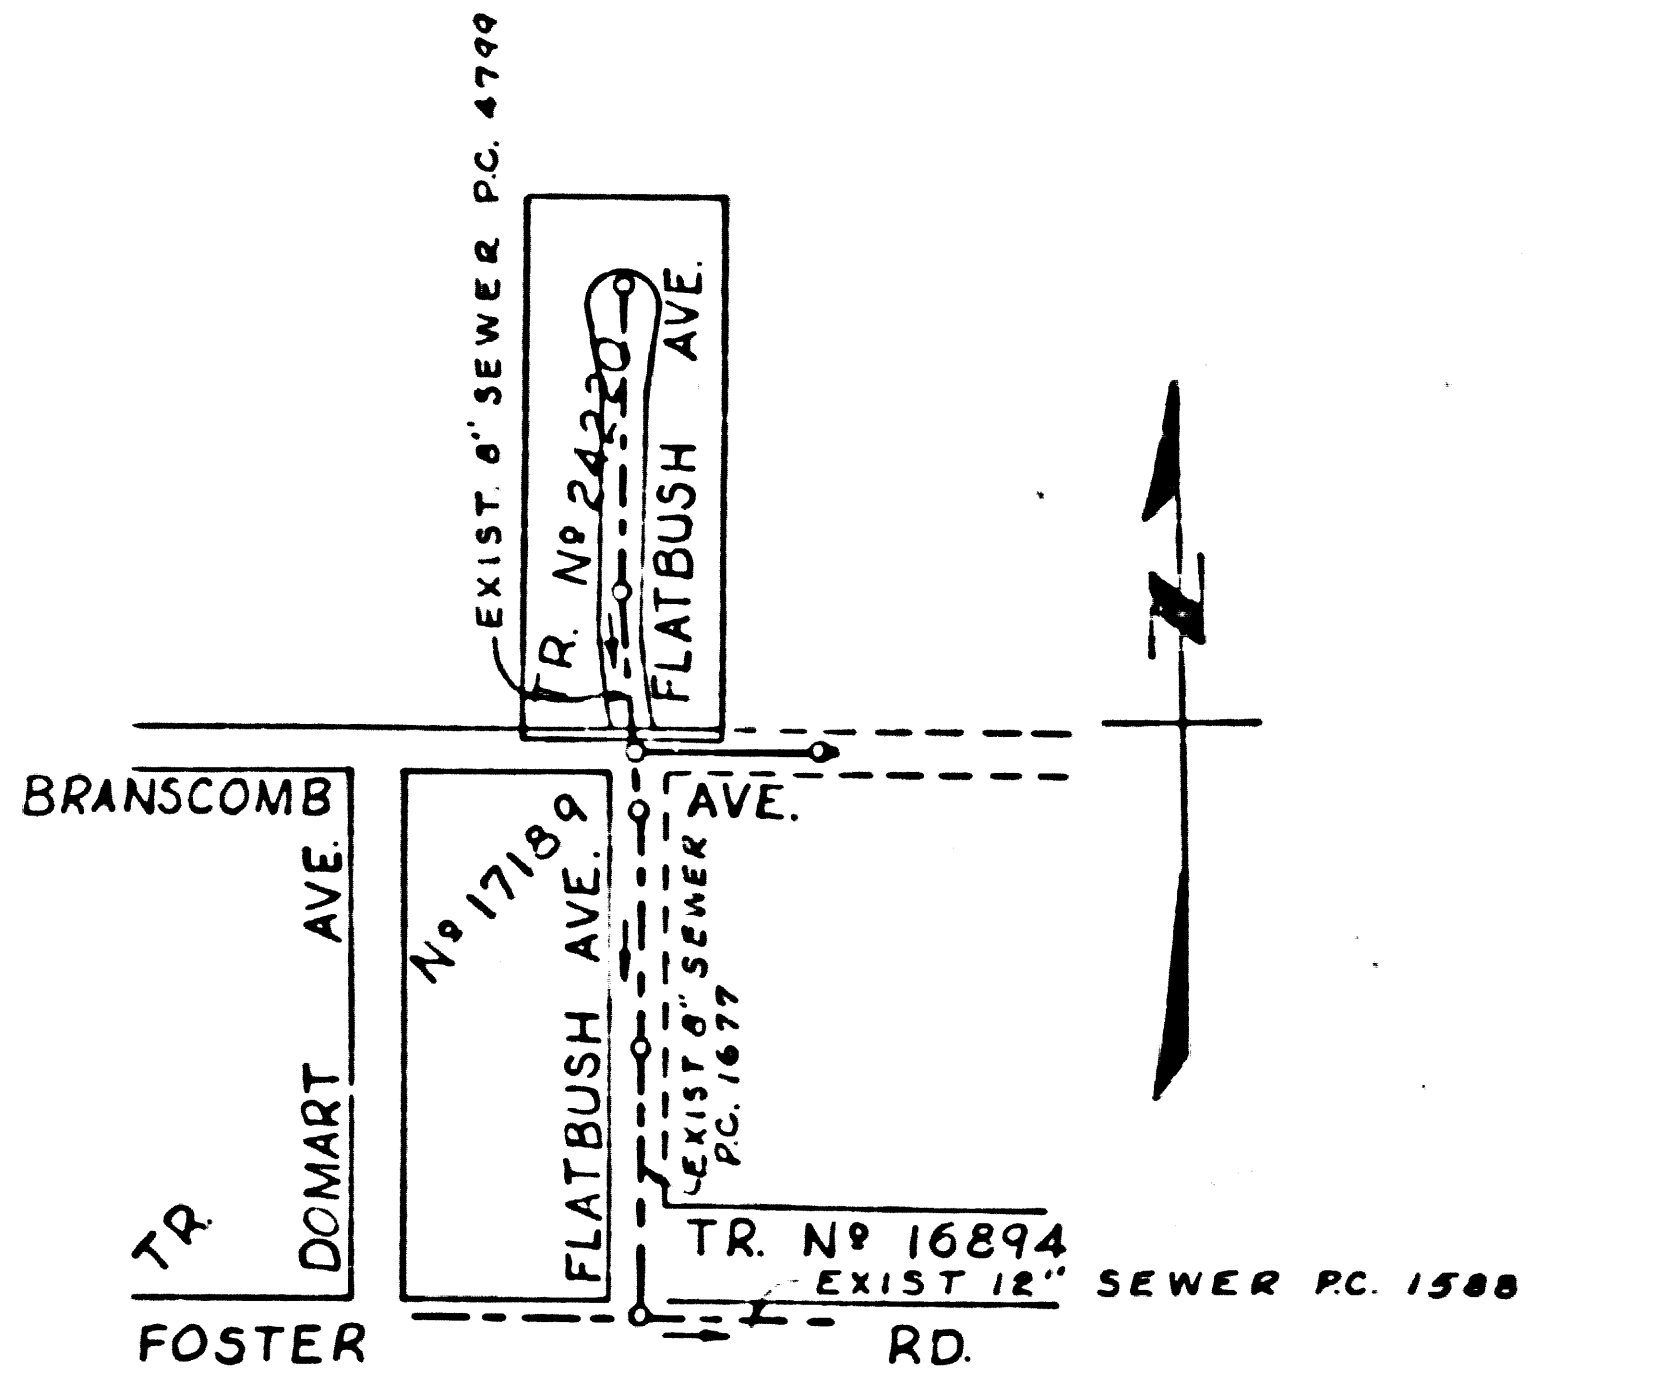 EXIST. 8" SEWER P.C. 4799
TR. Nº 24220
FLATBUSH AVE.
N
BRANSCOMB AVE.
Nº 17189
DOMART AVE.
FLATBUSH AVE.
EXIST 8" SEWER
P.C. 1677
TR.
TR. Nº 16894
EXIST 12" SEWER P.C. 1588
FOSTER RD.